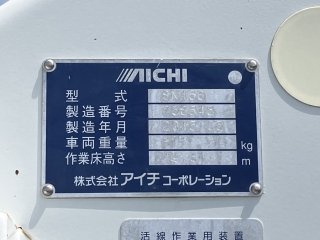 AICHI
型式
製造番号
製造年月
車両重量 kg
作業床高さ m
株式会社アイチコーポレーション
活線作業用装置